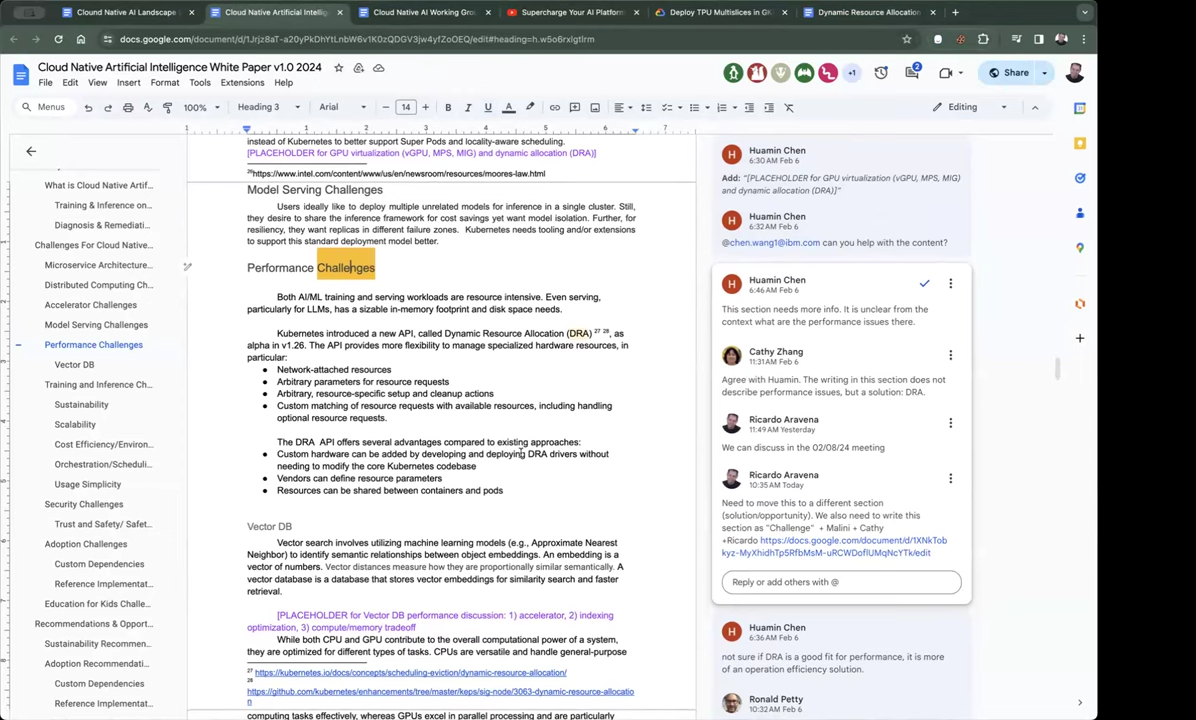 Cloud Native AI Landscape
Cloud Native Artificial Intellig
Cloud Native AI Working Gro
Supercharge Your AI Platform
Deploy TPU Multislices in GK
Dynamic Resource Allocation
docs.google.com/document/d/1Jrjz8aT-a20yPkDhYtLnbW6v1K0zQDGV3jw4yfZoOEQ/edit#heading=h.w5o6rxlgtlrm
Cloud Native Artificial Intelligence White Paper v1.0 2024
File Edit View Insert Format Tools Extensions Help
+1
2
Share
Menus
100%
Heading 3
Arial
14
Editing
1 1 2 3 4 5 6 7
What is Cloud Native Artif...
Training & Inference on...
Diagnosis & Remediati...
Challenges For Cloud Native...
Microservice Architecture...
Distributed Computing Ch...
Accelerator Challenges
Model Serving Challenges
Performance Challenges
Vector DB
Training and Inference Ch...
Sustainability
Scalability
Cost Efficiency/Environ...
Orchestration/Scheduli...
Usage Simplicity
Security Challenges
Trust and Safety/ Safet...
Adoption Challenges
Custom Dependencies
Reference Implementat...
Education for Kids Challe...
Recommendations & Opport...
Sustainability Recommen...
Adoption Recommendati...
Custom Dependencies
Reference Implementat...
instead of Kubernetes to better support Super Pods and locality-aware scheduling.
[PLACEHOLDER for GPU virtualization (vGPU, MPS, MIG) and dynamic allocation (DRA)]
26https://www.intel.com/content/www/us/en/newsroom/resources/moores-law.html
Model Serving Challenges
Users ideally like to deploy multiple unrelated models for inference in a single cluster. Still,
they desire to share the inference framework for cost savings yet want model isolation. Further, for
resiliency, they want replicas in different failure zones. Kubernetes needs tooling and/or extensions
to support this standard deployment model better.
Performance Challenges
Both AI/ML training and serving workloads are resource intensive. Even serving,
particularly for LLMs, has a sizable in-memory footprint and disk space needs.
Kubernetes introduced a new API, called Dynamic Resource Allocation (DRA) 27 28, as
alpha in v1.26. The API provides more flexibility to manage specialized hardware resources, in
particular:
● Network-attached resources
● Arbitrary parameters for resource requests
● Arbitrary, resource-specific setup and cleanup actions
● Custom matching of resource requests with available resources, including handling
optional resource requests.
The DRA API offers several advantages compared to existing approaches:
● Custom hardware can be added by developing and deploying DRA drivers without
needing to modify the core Kubernetes codebase
● Vendors can define resource parameters
● Resources can be shared between containers and pods
Vector DB
Vector search involves utilizing machine learning models (e.g., Approximate Nearest
Neighbor) to identify semantic relationships between object embeddings. An embedding is a
vector of numbers. Vector distances measure how they are proportionally similar semantically. A
vector database is a database that stores vector embeddings for similarity search and faster
retrieval.
[PLACEHOLDER for Vector DB performance discussion: 1) accelerator, 2) indexing
optimization, 3) compute/memory tradeoff
While both CPU and GPU contribute to the overall computational power of a system,
they are optimized for different types of tasks. CPUs are versatile and handle general-purpose
27 https://kubernetes.io/docs/concepts/scheduling-eviction/dynamic-resource-allocation/
28
https://github.com/kubernetes/enhancements/tree/master/keps/sig-node/3063-dynamic-resource-allocatio
n
computing tasks effectively, whereas GPUs excel in parallel processing and are particularly
H
Huamin Chen
6:30 AM Feb 6
Add: "[PLACEHOLDER for GPU virtualization (vGPU, MPS, MIG)
and dynamic allocation (DRA)]"
H
Huamin Chen
6:32 AM Feb 6
@chen.wang1@ibm.com can you help with the content?
H
Huamin Chen
6:46 AM Feb 6
This section needs more info. It is unclear from the
context what are the performance issues there.
Cathy Zhang
11:31 AM Feb 6
Agree with Huamin. The writing in this section does not
describe performance issues, but a solution: DRA.
Ricardo Aravena
11:49 AM Yesterday
We can discuss in the 02/08/24 meeting
Ricardo Aravena
10:35 AM Today
Need to move this to a different section
(solution/opportunity). We also need to write this
section as "Challenge" + Malini + Cathy
+Ricardo https://docs.google.com/document/d/1XNkTob
kyz-MyXhidhTp5RfbMsM-uRCWDoflUMqNcYTk/edit
Reply or add others with @
H
Huamin Chen
6:36 AM Feb 6
not sure if DRA is a good fit for performance, it is more
of an operation efficiency solution.
Ronald Petty
10:32 AM Feb 6